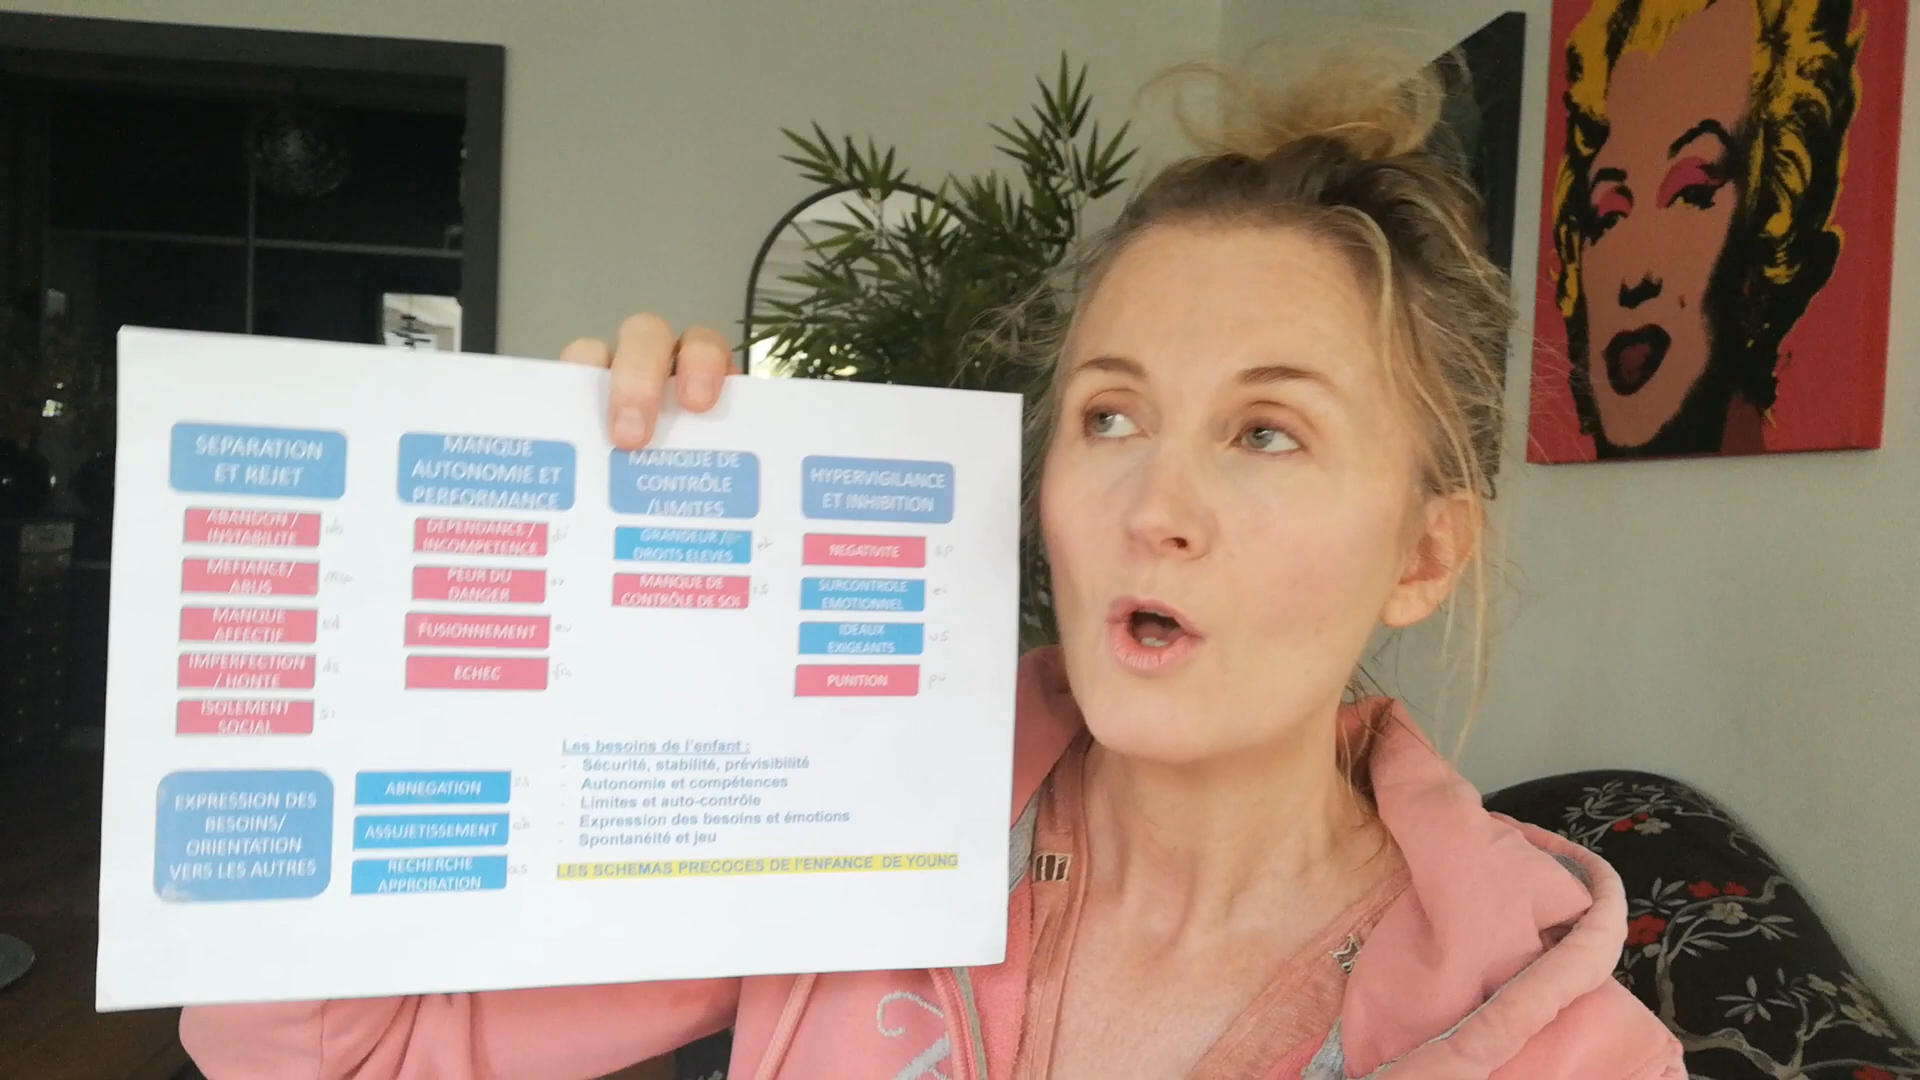 SEPARATION
ET REJET
ABANDON /
INSTABILITE
MEFIANCE/
ABUS
MANQUE
AFFECTIF
IMPERFECTION
/ HONTE
ISOLEMENT
SOCIAL
MANQUE
AUTONOMIE ET
PERFORMANCE
DEPENDANCE /
INCOMPETENCE
PEUR DU
DANGER
FUSIONNEMENT
ECHEC
MANQUE DE
CONTRÔLE
/LIMITES
GRANDEUR /
DROITS ELEVES
MANQUE DE
CONTRÔLE DE SOI
HYPERVIGILANCE
ET INHIBITION
NEGATIVITE
SURCONTROLE
EMOTIONNEL
IDEAUX
EXIGEANTS
PUNITION
EXPRESSION DES
BESOINS/
ORIENTATION
VERS LES AUTRES
ABNEGATION
ASSUJETISSEMENT
RECHERCHE
APPROBATION
Les besoins de l'enfant :
- Sécurité, stabilité, prévisibilité
- Autonomie et compétences
- Limites et auto-contrôle
- Expression des besoins et émotions
- Spontanéité et jeu
LES SCHEMAS PRECOCES DE l'ENFANCE DE YOUNG